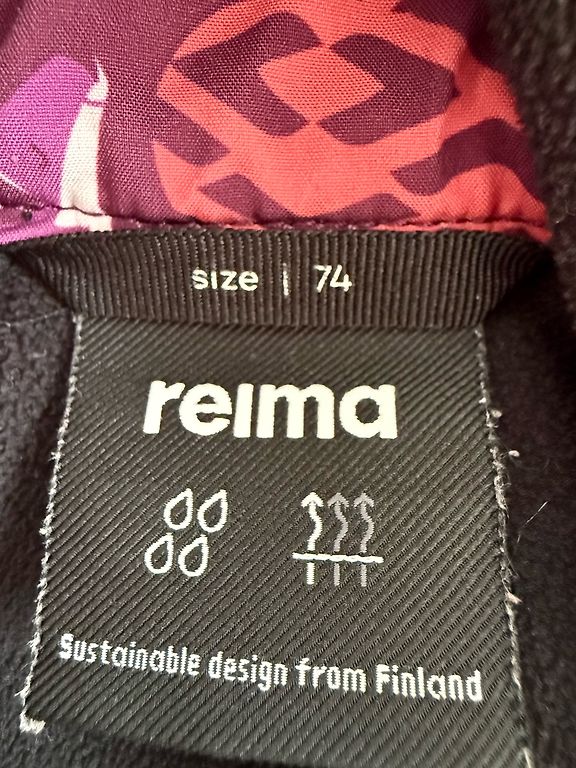 size | 74
reima
Sustainable design from Finland